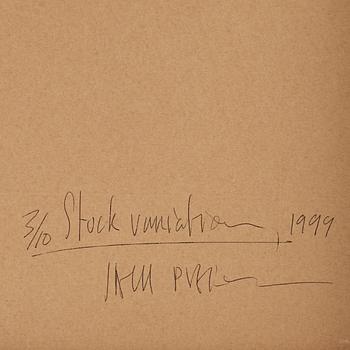 3/10 Stock variation, 1999